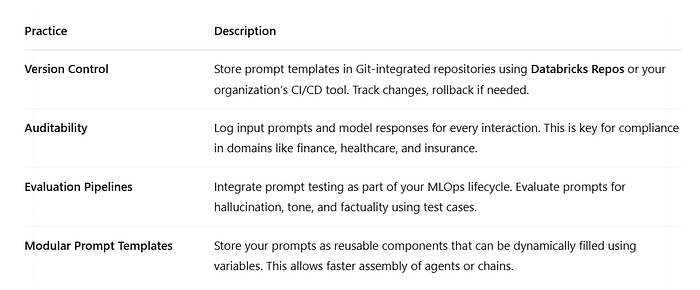 Practice Description
Version Control Store prompt templates in Git-integrated repositories using Databricks Repos or your
organization's CI/CD tool. Track changes, rollback if needed.
Auditability Log input prompts and model responses for every interaction. This is key for compliance
in domains like finance, healthcare, and insurance.
Evaluation Pipelines Integrate prompt testing as part of your MLOps lifecycle. Evaluate prompts for
hallucination, tone, and factuality using test cases.
Modular Prompt Templates Store your prompts as reusable components that can be dynamically filled using
variables. This allows faster assembly of agents or chains.